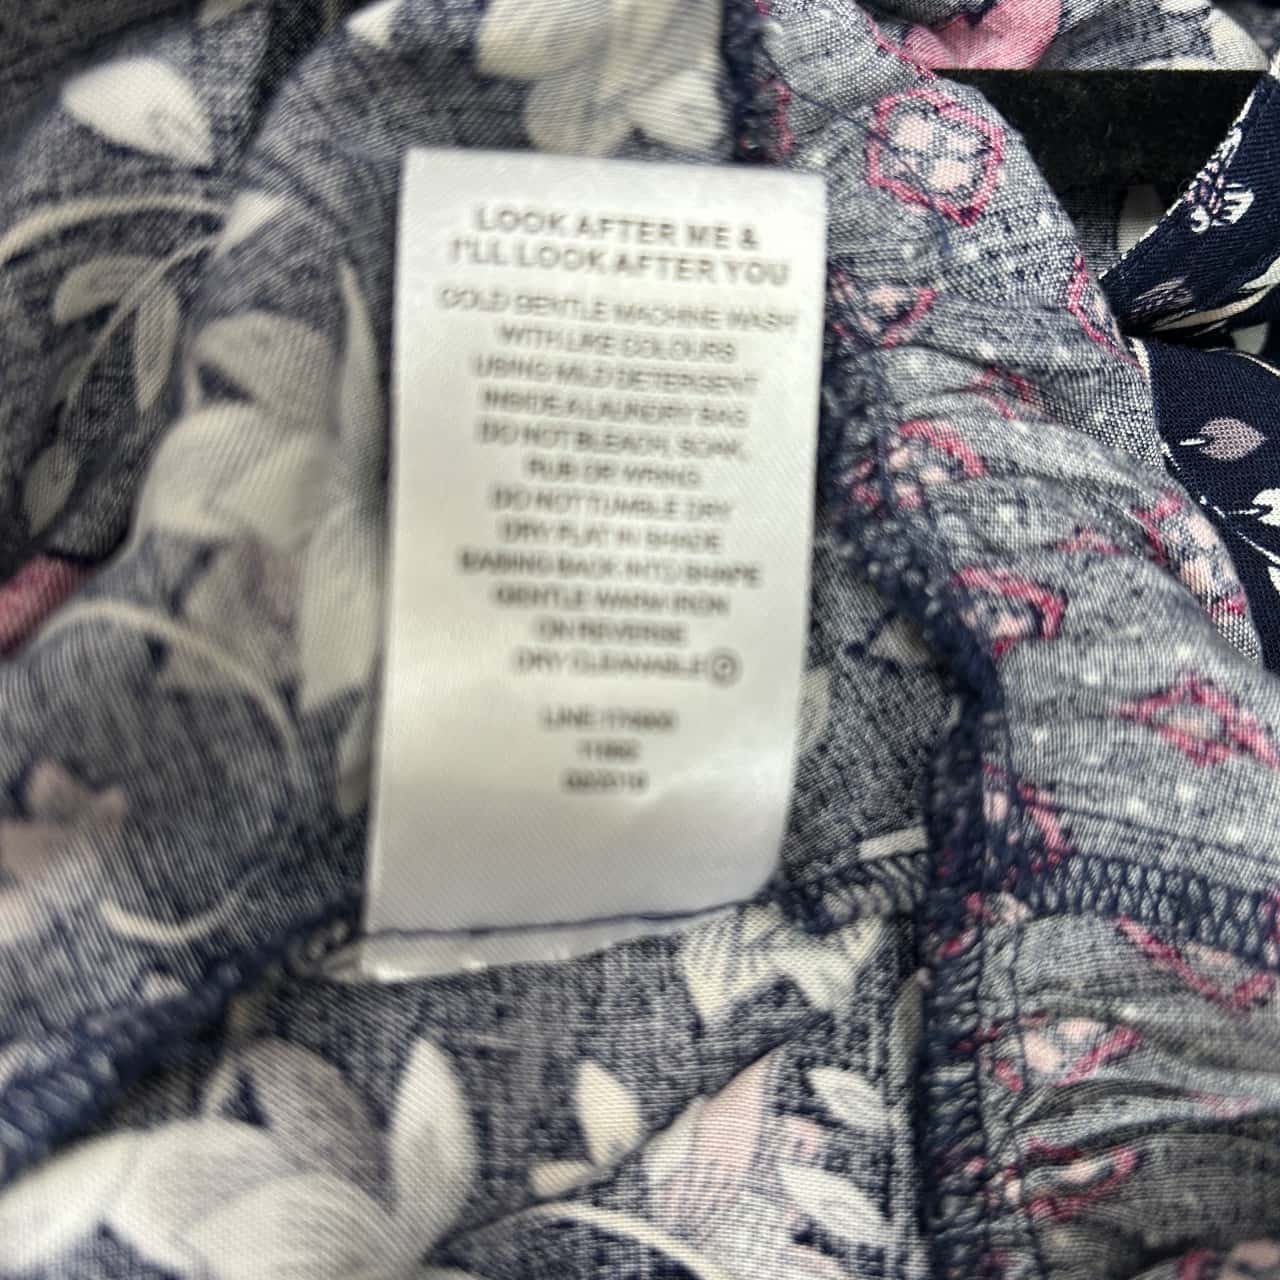 LOOK AFTER ME &
I'LL LOOK AFTER YOU
COLD GENTLE MACHINE WASH
WITH LIKE COLOURS
USING MILD DETERGENT
INSIDE A LAUNDRY BAG
DO NOT BLEACH, SOAK,
RUB OR WRING
DO NOT TUMBLE DRY
DRY FLAT IN SHADE
EASING BACK INTO SHAPE
GENTLE WARM IRON
ON REVERSE
DRY CLEANABLE
LINE